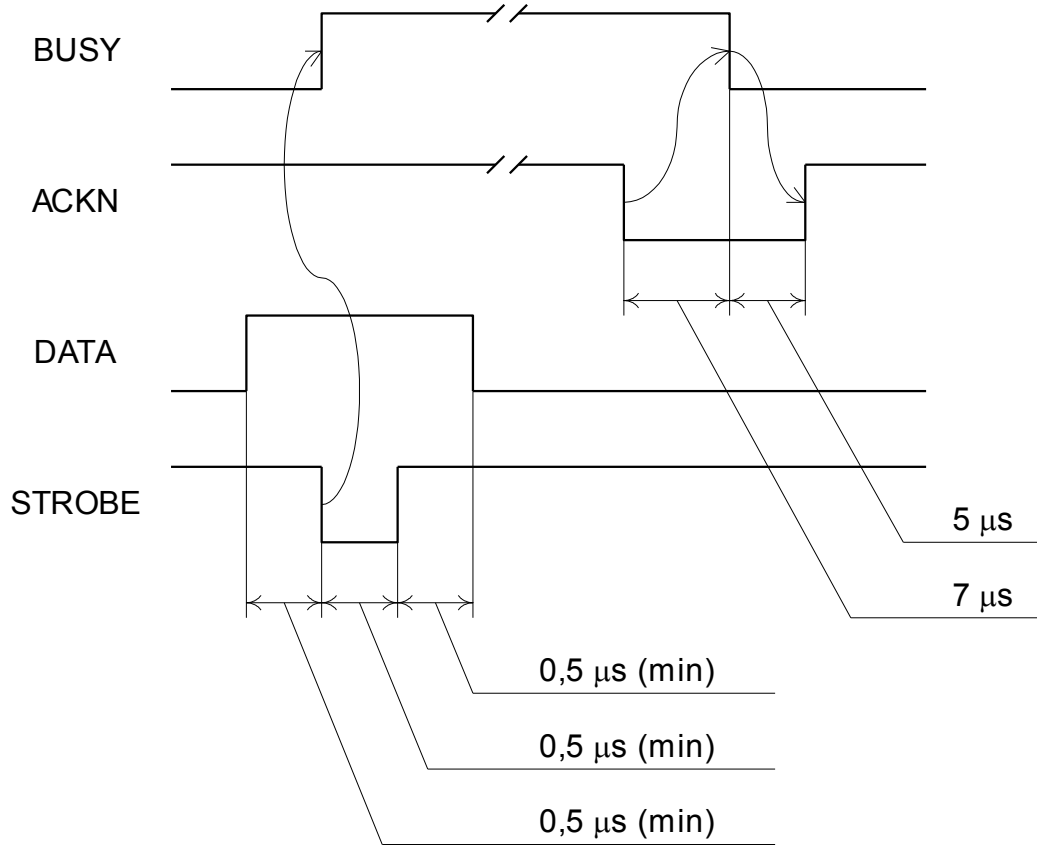 BUSY
ACKN
DATA
STROBE
5 μs
7 μs
0,5 μs (min)
0,5 μs (min)
0,5 μs (min)